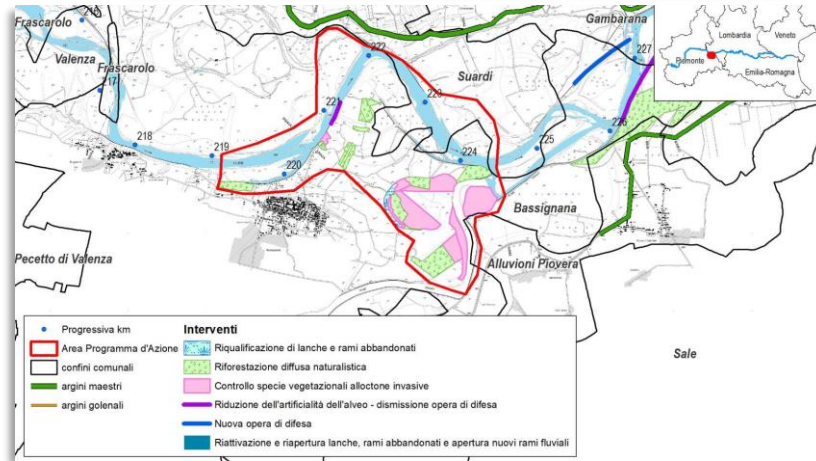 216
Frascarolo
Valenza
Frascarolo
217
218
219
220
221
222
223
224
225
226
227
Suardi
Gambarana
Bassignana
Alluvioni Piovera
Pecetto di Valenza
Sale
Lombardia
Veneto
Piemonte
Emilia-Romagna
Progressiva km
Area Programma d'Azione
confini comunali
argini maestri
argini golenali
Interventi
Riqualificazione di lanche e rami abbandonati
Riforestazione diffusa naturalistica
Controllo specie vegetazionali alloctone invasive
Riduzione dell'artificialità dell'alveo - dismissione opera di difesa
Nuova opera di difesa
Riattivazione e riapertura lanche, rami abbandonati e apertura nuovi rami fluviali